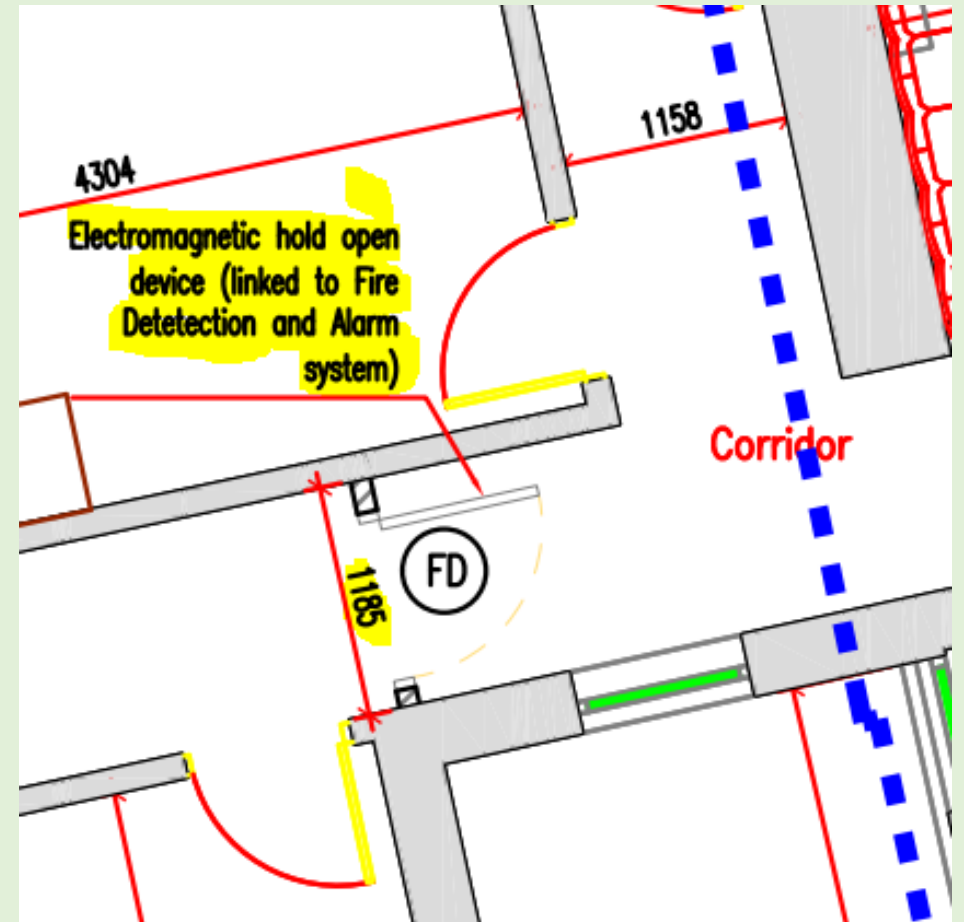 1158
4304
Electromagnetic hold open
device (linked to Fire
Detetection and Alarm
system)
Corridor
FD
1185